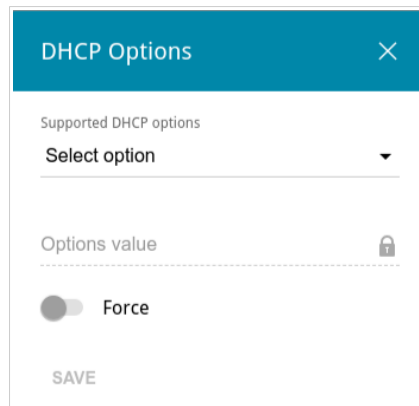 DHCP Options
Supported DHCP options
Select option
Options value
Force
SAVE